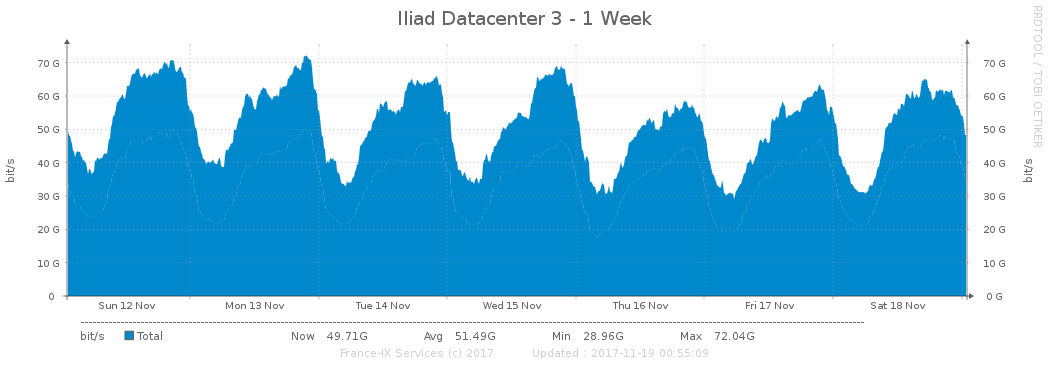 Iliad Datacenter 3 - 1 Week
RRDTOOL / TOBI OETIKER
bit/s
70 G
60 G
50 G
40 G
30 G
20 G
10 G
0
70 G
60 G
50 G
40 G
30 G
20 G
10 G
0 G
bit/s
Sun 12 Nov Mon 13 Nov Tue 14 Nov Wed 15 Nov Thu 16 Nov Fri 17 Nov Sat 18 Nov
bit/s Total Now 49.71G Avg 51.49G Min 28.96G Max 72.04G
France-IX Services (c) 2017 Updated : 2017-11-19 00:55:09